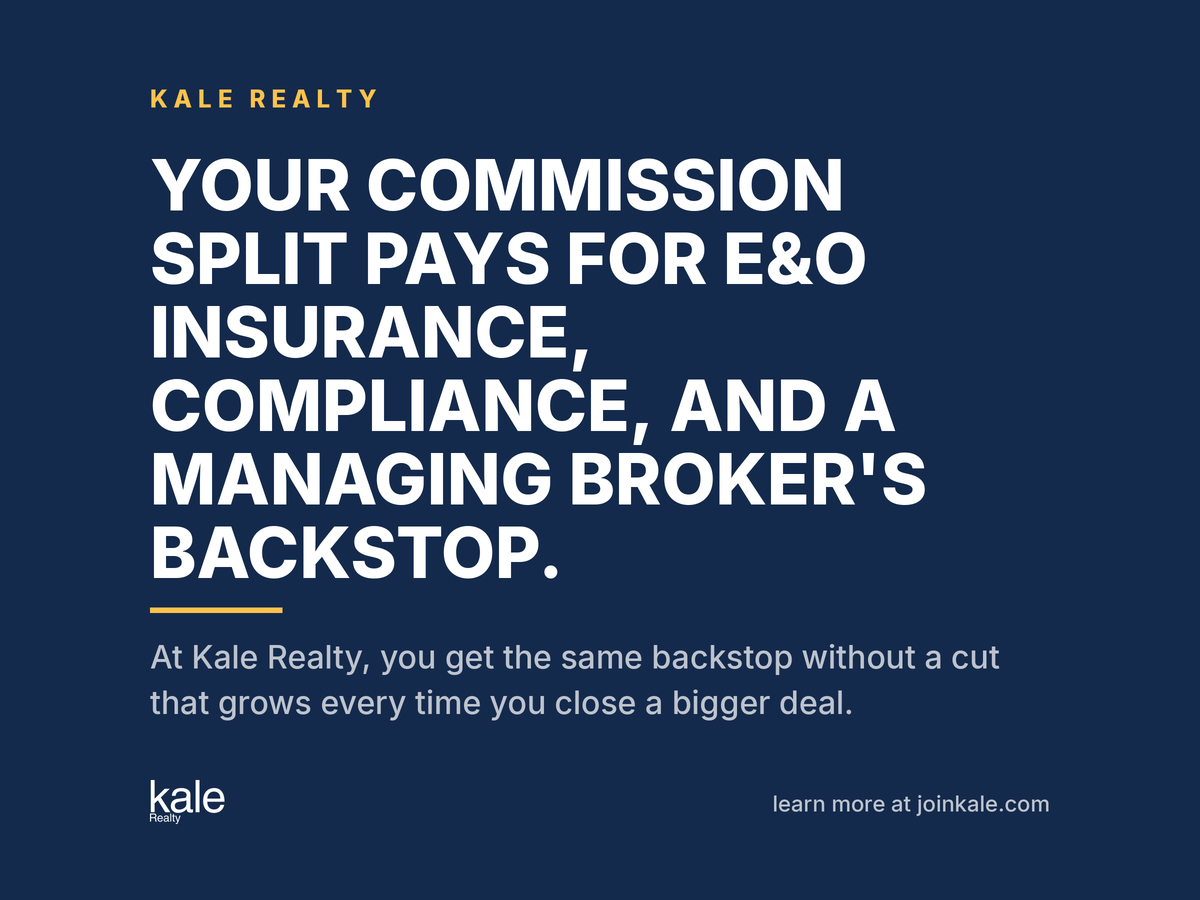 KALE REALTY
YOUR COMMISSION
SPLIT PAYS FOR E&O
INSURANCE,
COMPLIANCE, AND A
MANAGING BROKER'S
BACKSTOP.
At Kale Realty, you get the same backstop without a cut
that grows every time you close a bigger deal.
kale
Realty
learn more at joinkale.com